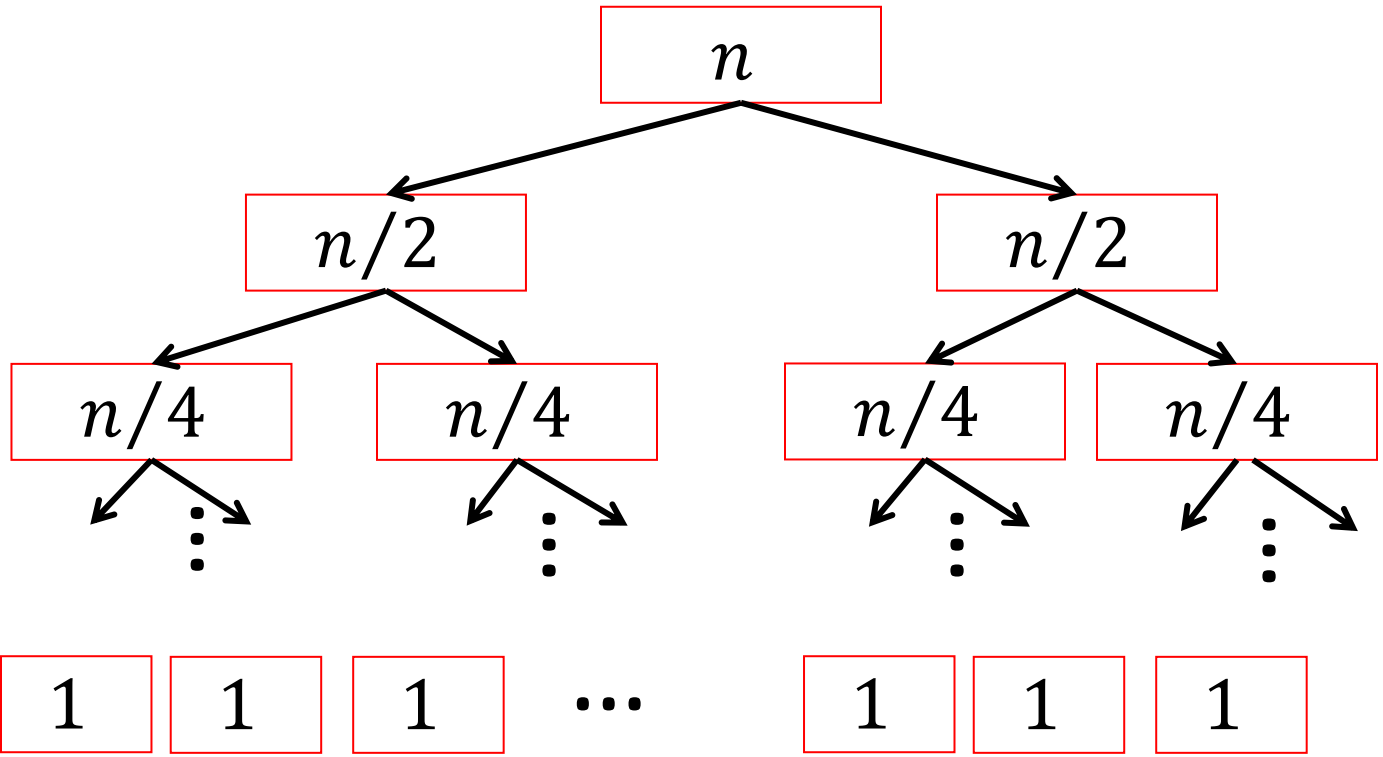 n
n/2 n/2
n/4 n/4 n/4 n/4
⋮ ⋮ ⋮ ⋮
1 1 1 ⋯ 1 1 1